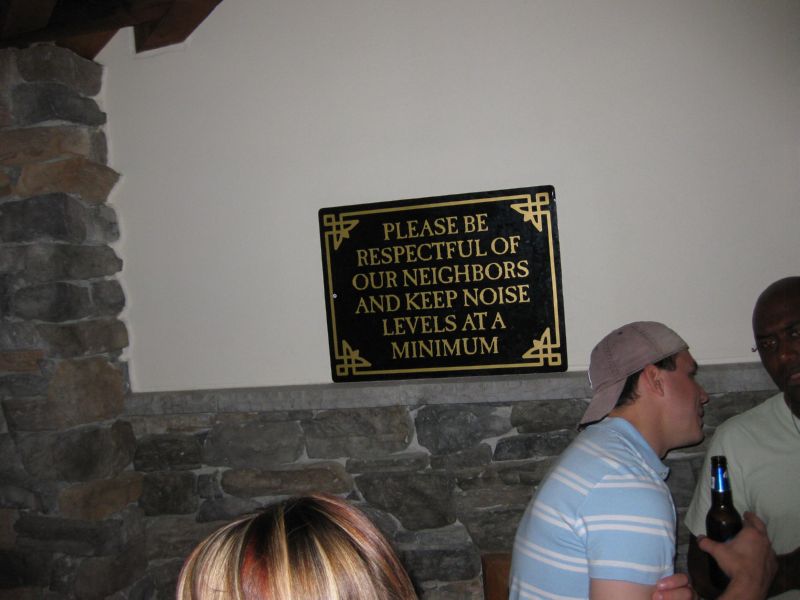 PLEASE BE
RESPECTFUL OF
OUR NEIGHBORS
AND KEEP NOISE
LEVELS AT A
MINIMUM